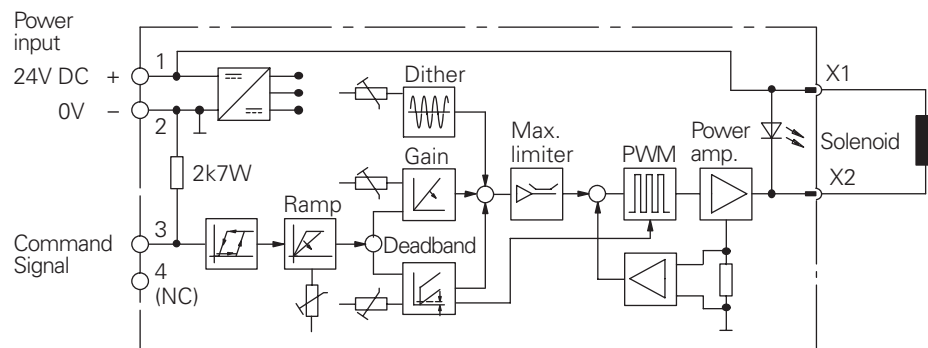 Power
input
24V DC + 1
0V − 2
2k7W
Command
Signal
3
4
(NC)
Ramp
Dither
Gain
Deadband
Max.
limiter
PWM
Power
amp.
X1
Solenoid
X2